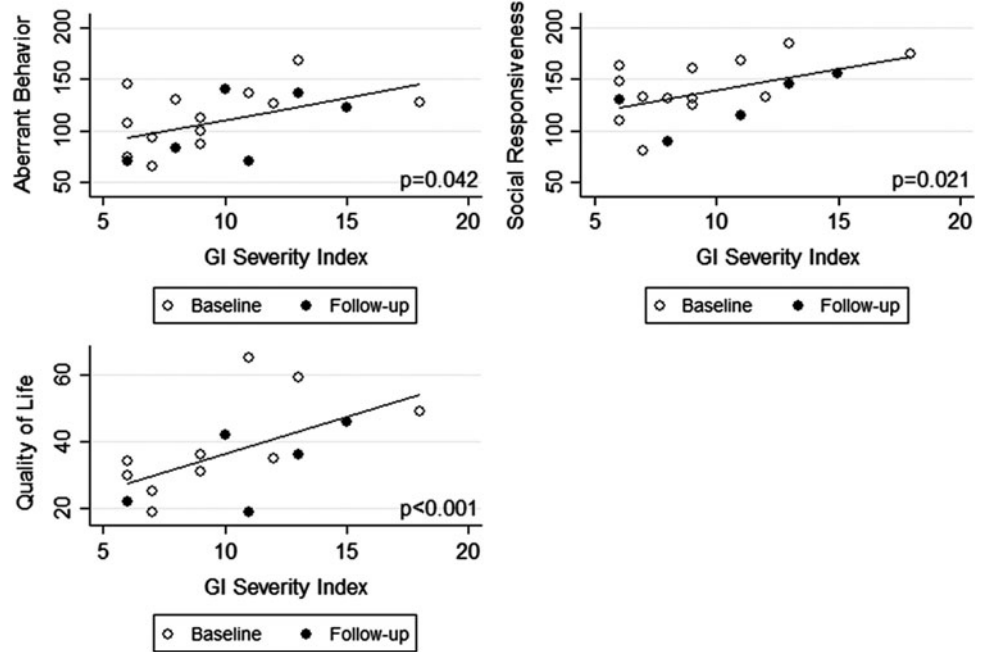 Aberrant Behavior
200
150
100
50
p=0.042
5 10 15 20
GI Severity Index
Baseline Follow-up
Social Responsiveness
200
150
100
50
p=0.021
5 10 15 20
GI Severity Index
Baseline Follow-up
Quality of Life
60
40
20
p<0.001
5 10 15 20
GI Severity Index
Baseline Follow-up